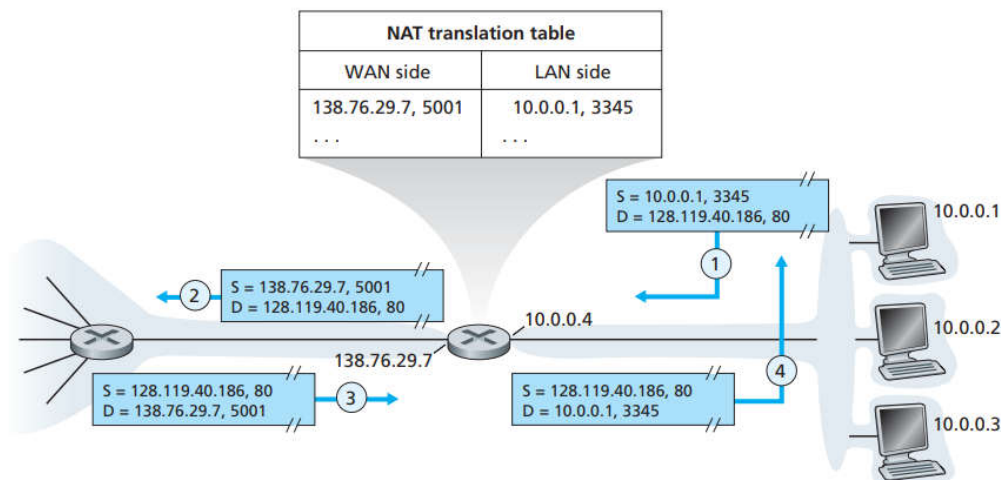 NAT translation table
WAN side LAN side
138.76.29.7, 5001 10.0.0.1, 3345
. . . . . .
S = 10.0.0.1, 3345
D = 128.119.40.186, 80
10.0.0.1
1
2
S = 138.76.29.7, 5001
D = 128.119.40.186, 80
10.0.0.4
10.0.0.2
138.76.29.7
4
S = 128.119.40.186, 80
D = 138.76.29.7, 5001
3
S = 128.119.40.186, 80
D = 10.0.0.1, 3345
10.0.0.3